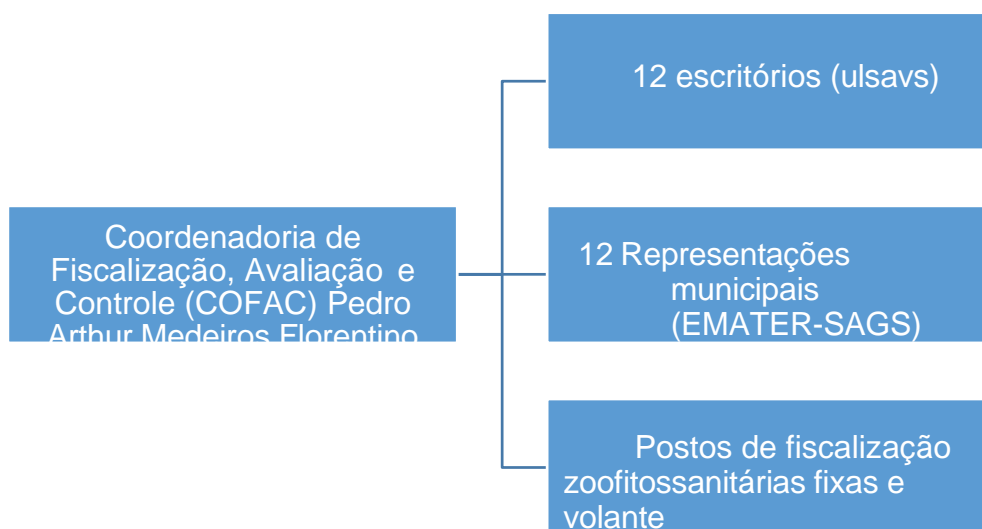 12 escritórios (ulsavs)
Coordenadoria de
Fiscalização, Avaliação e
Controle (COFAC) Pedro
Arthur Medeiros Florentino
12 Representações
municipais
(EMATER-SAGS)
Postos de fiscalização
zoofitossanitárias fixas e
volante